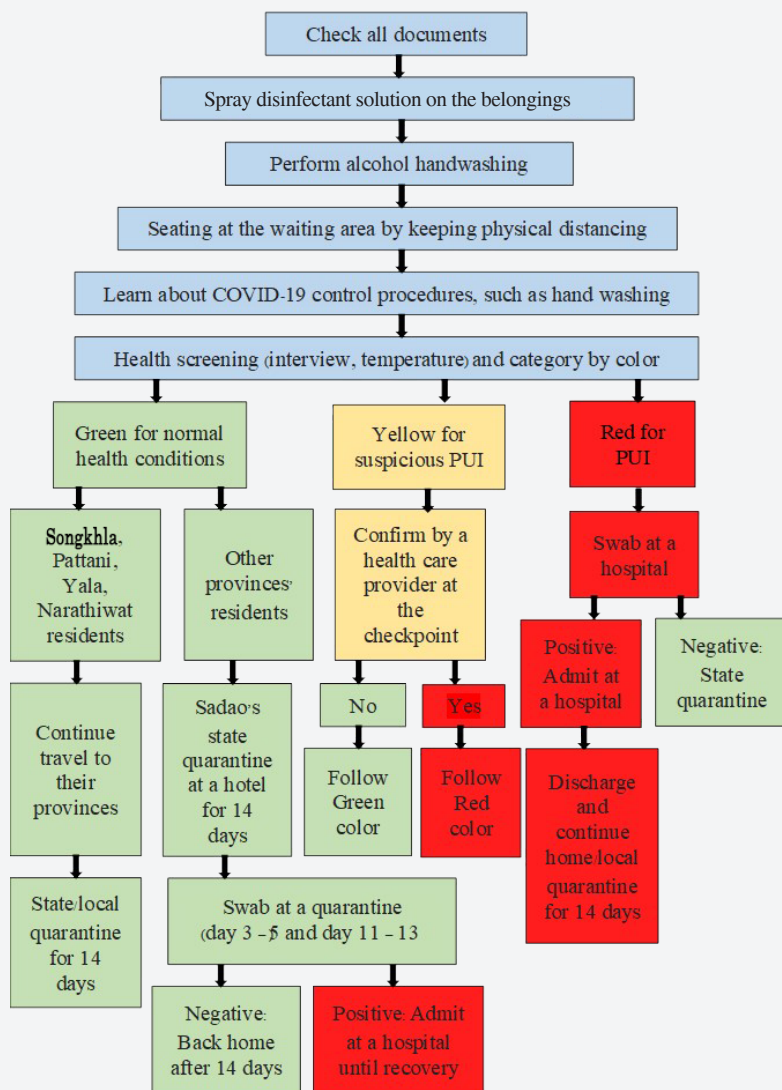 Check all documents
Spray disinfectant solution on the belongings
Perform alcohol handwashing
Seating at the waiting area by keeping physical distancing
Learn about COVID-19 control procedures, such as hand washing
Health screening (interview, temperature) and category by color
Green for normal
health conditions
Yellow for
suspicious PUI
Red for
PUI
Songkhla,
Pattani,
Yala,
Narathiwat
residents
Other
provinces'
residents
Confirm by a
health care
provider at
the
checkpoint
Swab at a
hospital
Positive:
Admit at
a hospital
Negative:
State
quarantine
Continue
travel to
their
provinces
Sadao's
state
quarantine
at a hotel
for 14
days
No
Yes
Follow
Green
color
Follow
Red
color
Discharge
and
continue
home/local
quarantine
for 14 days
State/local
quarantine
for 14
days
Swab at a quarantine
(day 3 – 5 and day 11 – 13
Negative:
Back home
after 14 days
Positive: Admit
at a hospital
until recovery